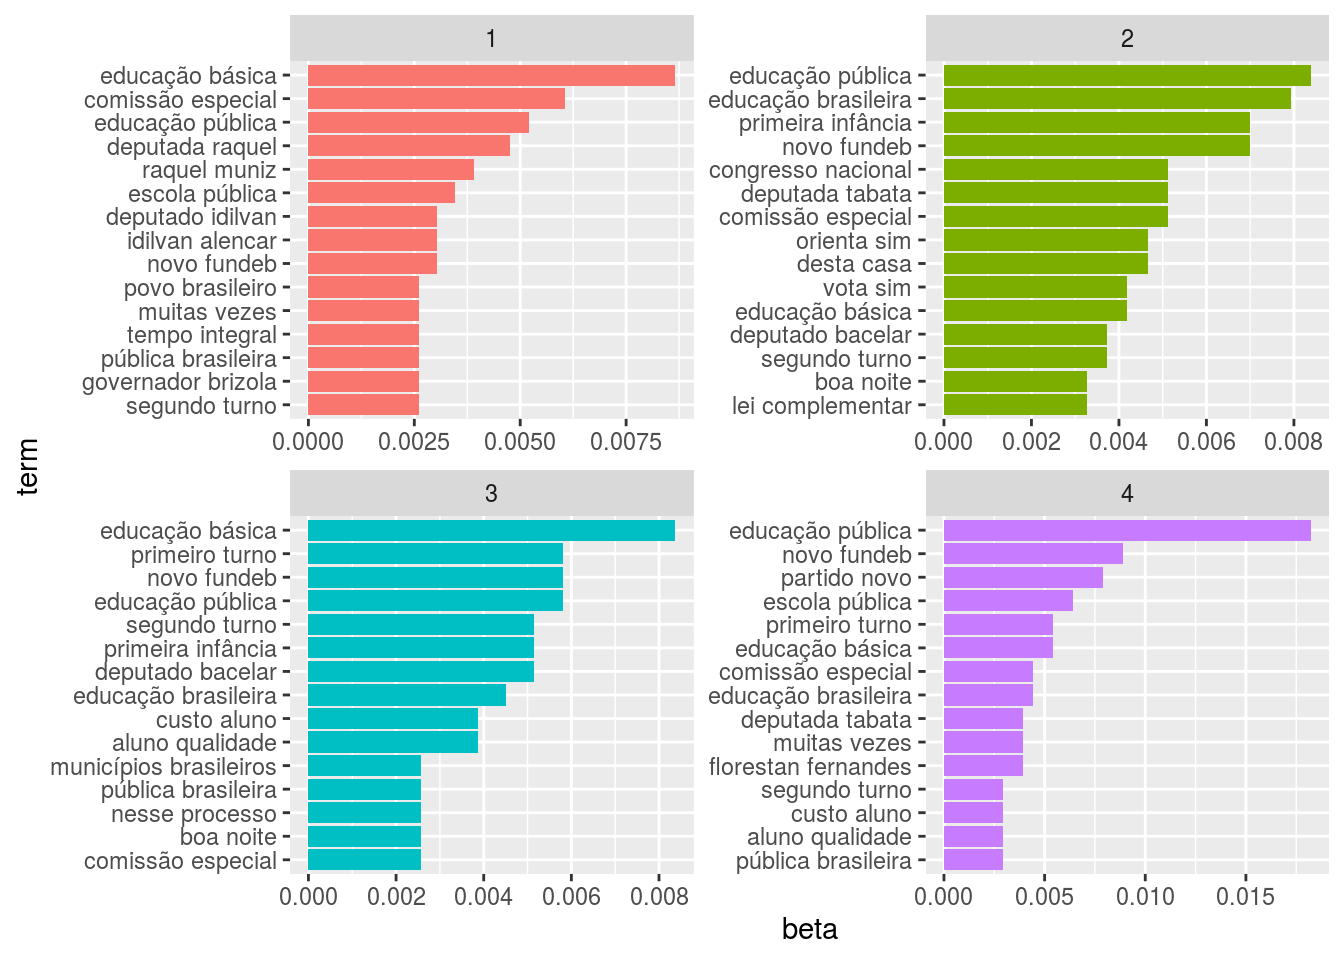 1
educação básica
comissão especial
educação pública
deputada raquel
raquel muniz
escola pública
deputado idilvan
idilvan alencar
novo fundeb
povo brasileiro
muitas vezes
tempo integral
pública brasileira
governador brizola
segundo turno
0.0000 0.0025 0.0050 0.0075
2
educação pública
educação brasileira
primeira infância
novo fundeb
congresso nacional
deputada tabata
comissão especial
orienta sim
desta casa
vota sim
educação básica
deputado bacelar
segundo turno
boa noite
lei complementar
0.000 0.002 0.004 0.006 0.008
term
3
educação básica
primeiro turno
novo fundeb
educação pública
segundo turno
primeira infância
deputado bacelar
educação brasileira
custo aluno
aluno qualidade
municípios brasileiros
pública brasileira
nesse processo
boa noite
comissão especial
0.000 0.002 0.004 0.006 0.008
4
educação pública
novo fundeb
partido novo
escola pública
primeiro turno
educação básica
comissão especial
educação brasileira
deputada tabata
muitas vezes
florestan fernandes
segundo turno
custo aluno
aluno qualidade
pública brasileira
0.000 0.005 0.010 0.015
beta